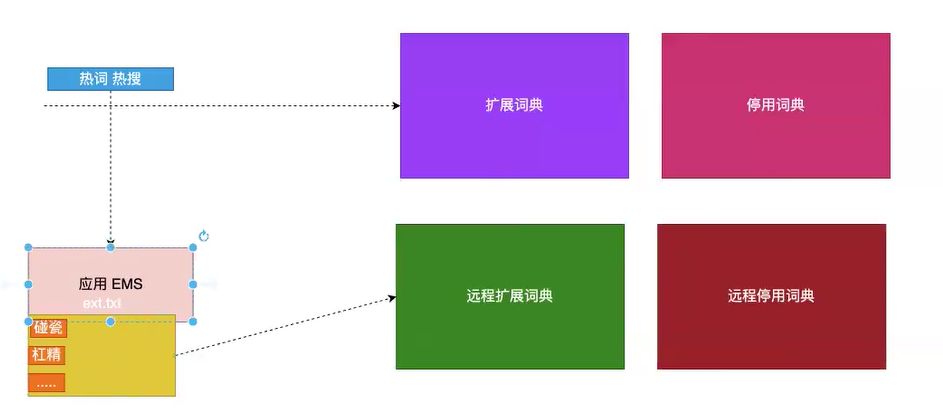 热词 热搜
扩展词典
停用词典
应用 EMS
ext.txt
碰瓷
杠精
.....
远程扩展词典
远程停用词典